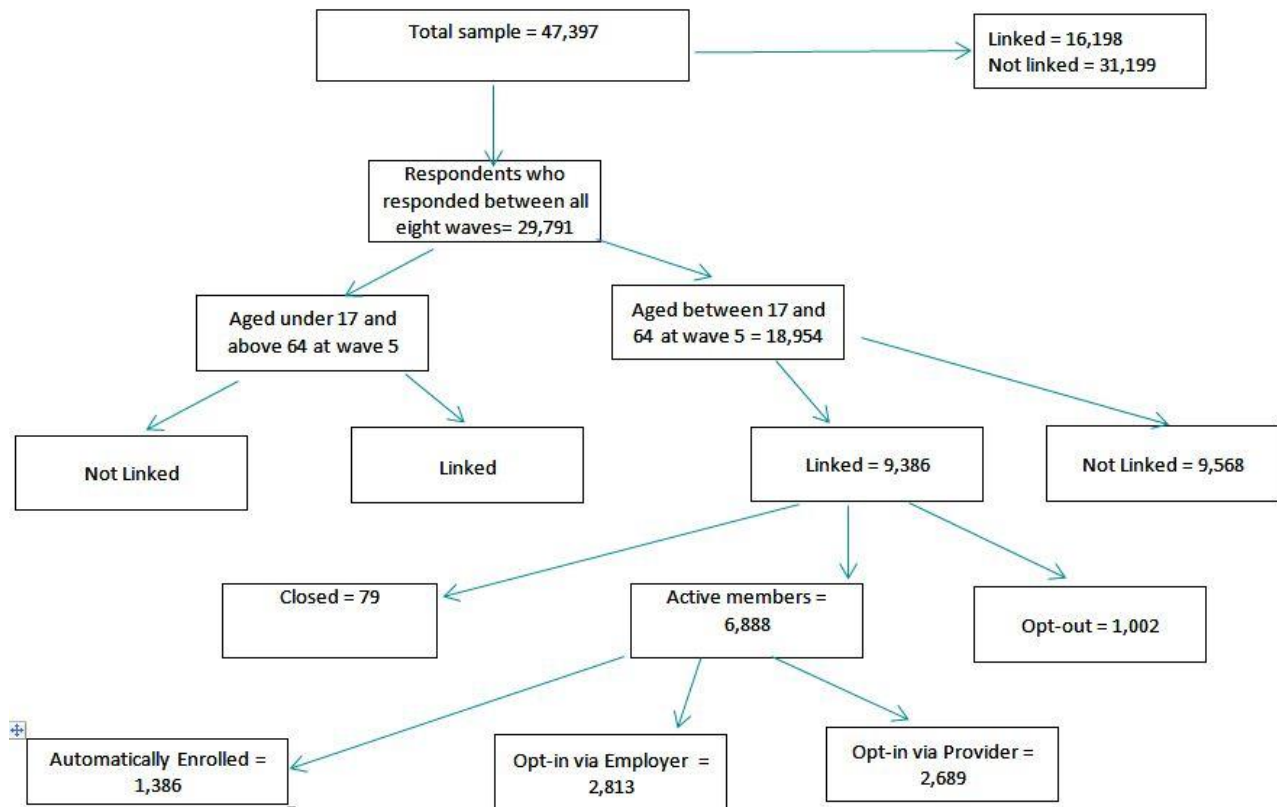 Total sample = 47,397
Linked = 16,198
Not linked = 31,199
Respondents who
responded between all
eight waves= 29,791
Aged under 17 and
above 64 at wave 5
Aged between 17 and
64 at wave 5 = 18,954
Not Linked
Linked
Linked = 9,386
Not Linked = 9,568
Closed = 79
Active members =
6,888
Opt-out = 1,002
Automatically Enrolled =
1,386
Opt-in via Employer =
2,813
Opt-in via Provider =
2,689